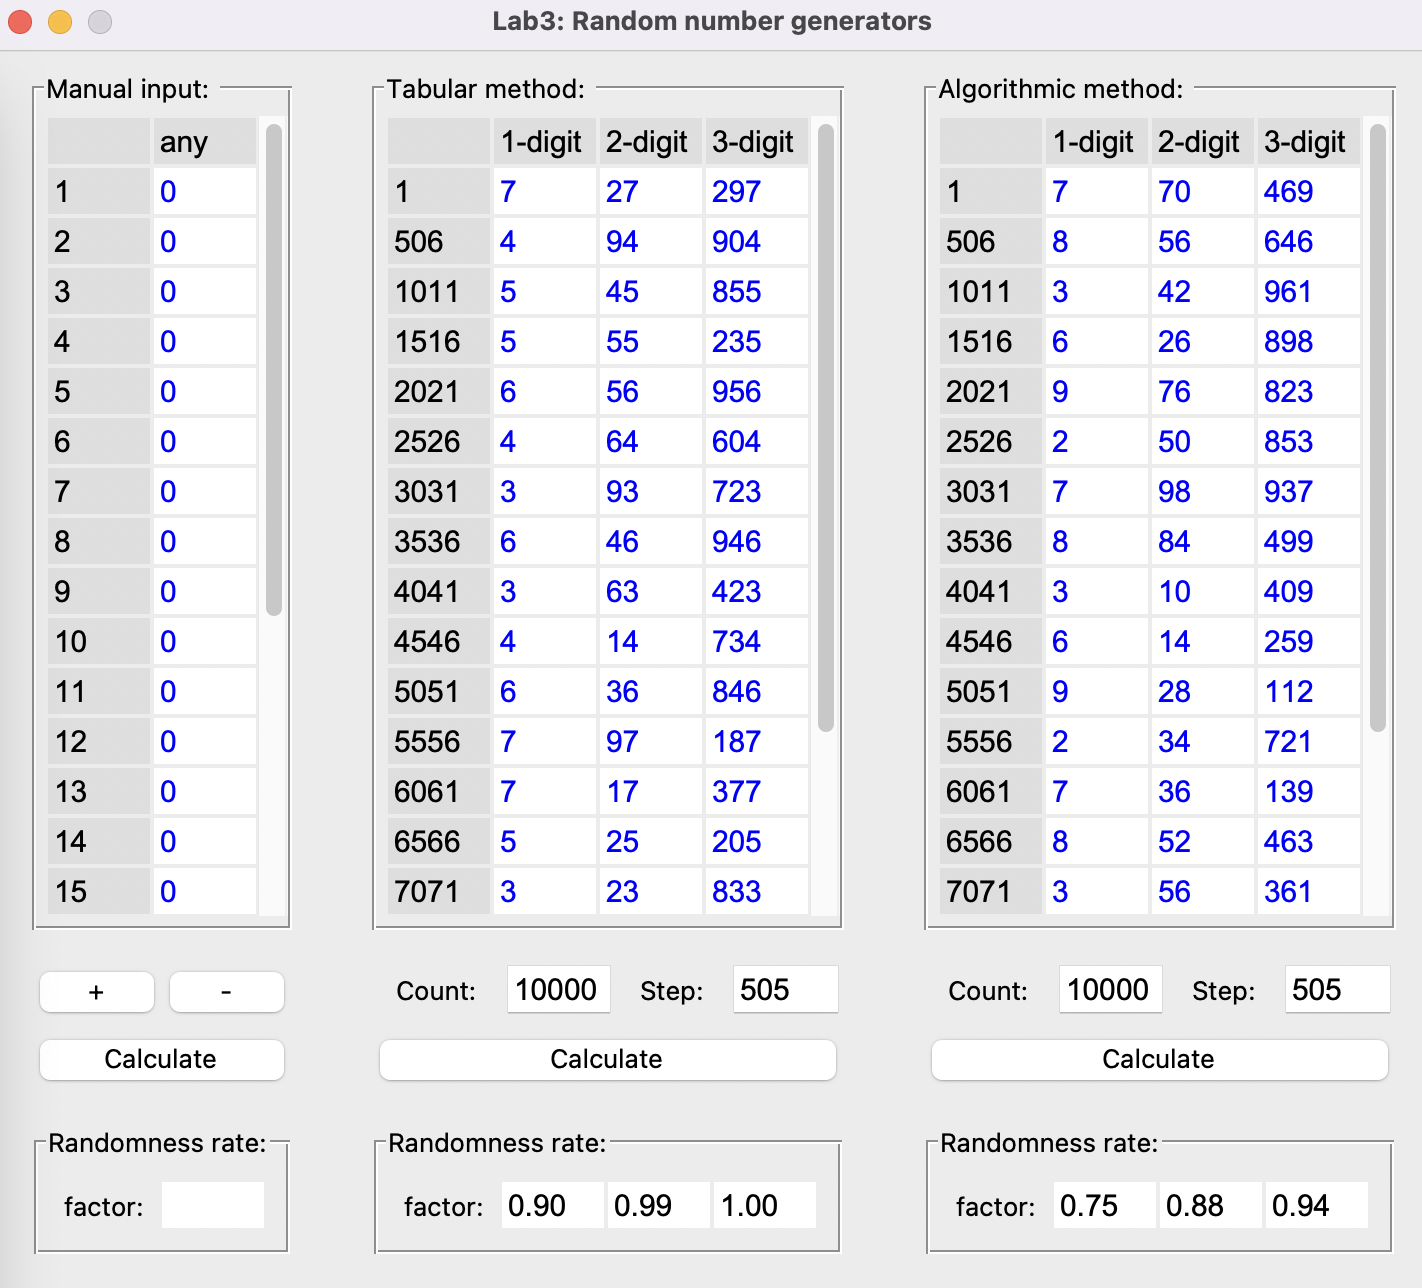 Lab3: Random number generators
Manual input: Tabular method: Algorithmic method:
any 1-digit 2-digit 3-digit 1-digit 2-digit 3-digit
1 0 1 7 27 297 1 7 70 469
2 0 506 4 94 904 506 8 56 646
3 0 1011 5 45 855 1011 3 42 961
4 0 1516 5 55 235 1516 6 26 898
5 0 2021 6 56 956 2021 9 76 823
6 0 2526 4 64 604 2526 2 50 853
7 0 3031 3 93 723 3031 7 98 937
8 0 3536 6 46 946 3536 8 84 499
9 0 4041 3 63 423 4041 3 10 409
10 0 4546 4 14 734 4546 6 14 259
11 0 5051 6 36 846 5051 9 28 112
12 0 5556 7 97 187 5556 2 34 721
13 0 6061 7 17 377 6061 7 36 139
14 0 6566 5 25 205 6566 8 52 463
15 0 7071 3 23 833 7071 3 56 361
+ - Count: 10000 Step: 505 Count: 10000 Step: 505
Calculate Calculate Calculate
Randomness rate: Randomness rate: Randomness rate:
factor: factor: 0.90 0.99 1.00 factor: 0.75 0.88 0.94